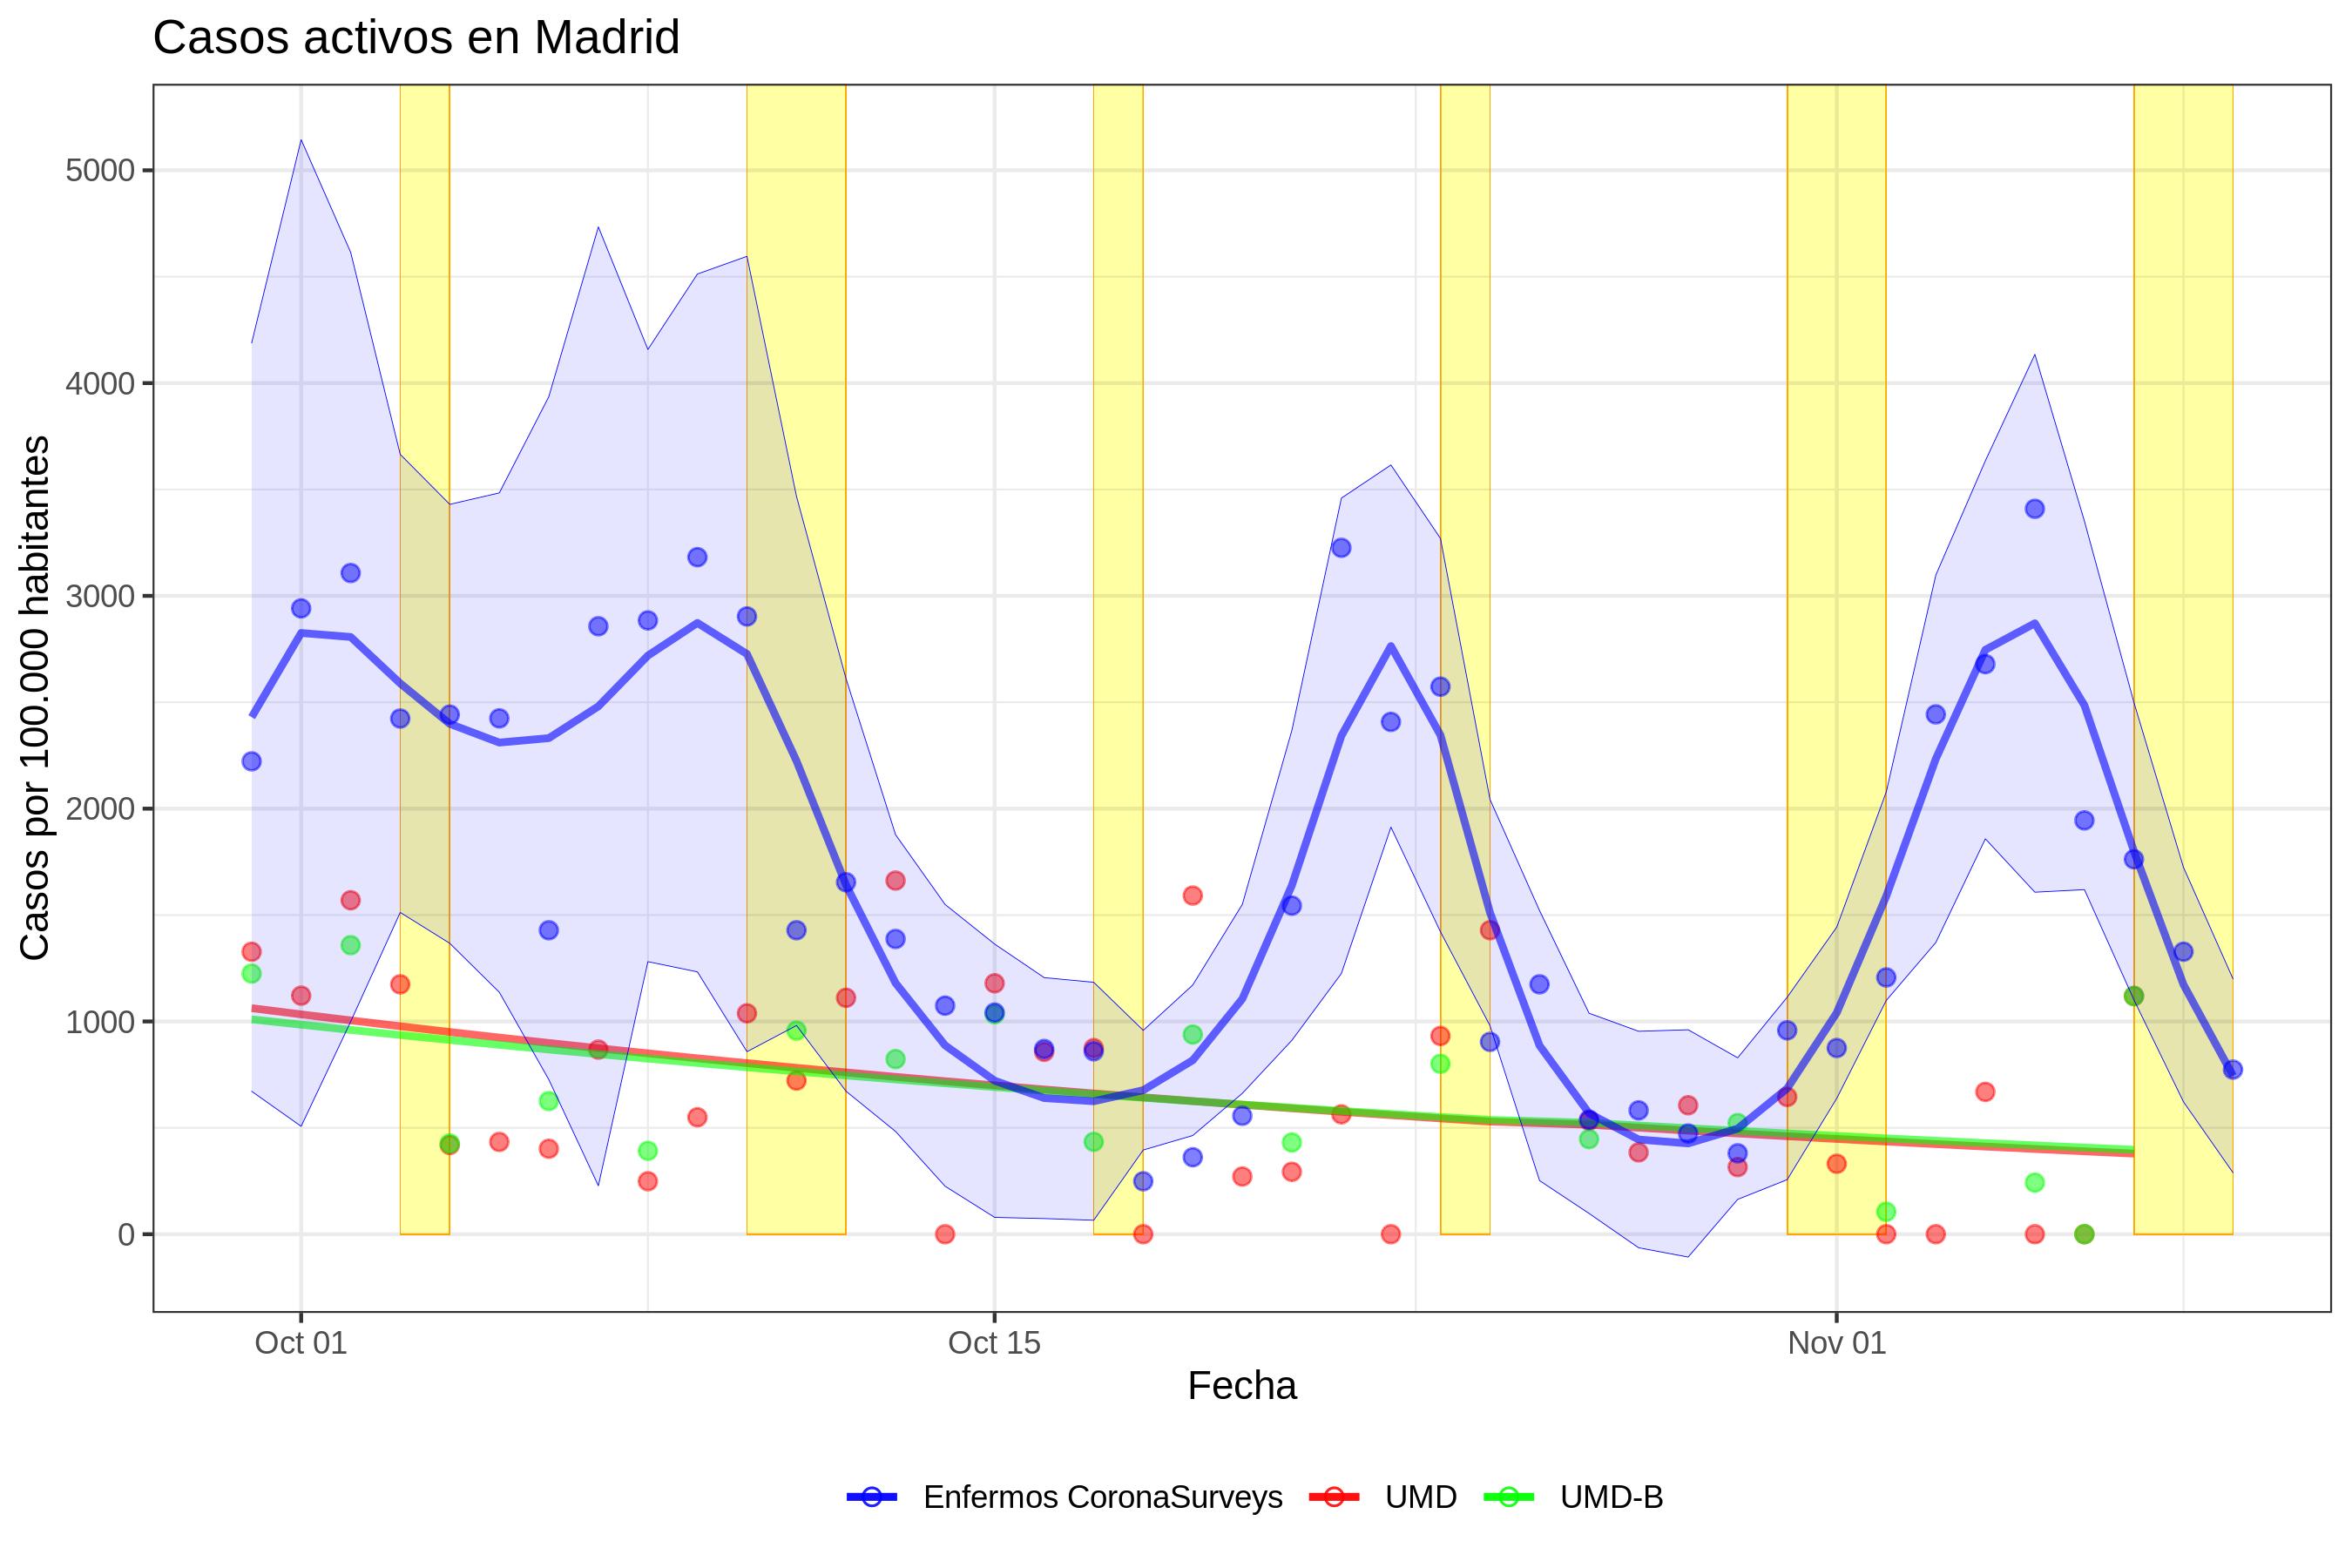 Casos activos en Madrid
Casos por 100.000 habitantes
5000
4000
3000
2000
1000
0
Oct 01
Oct 15
Nov 01
Fecha
Enfermos CoronaSurveys
UMD
UMD-B